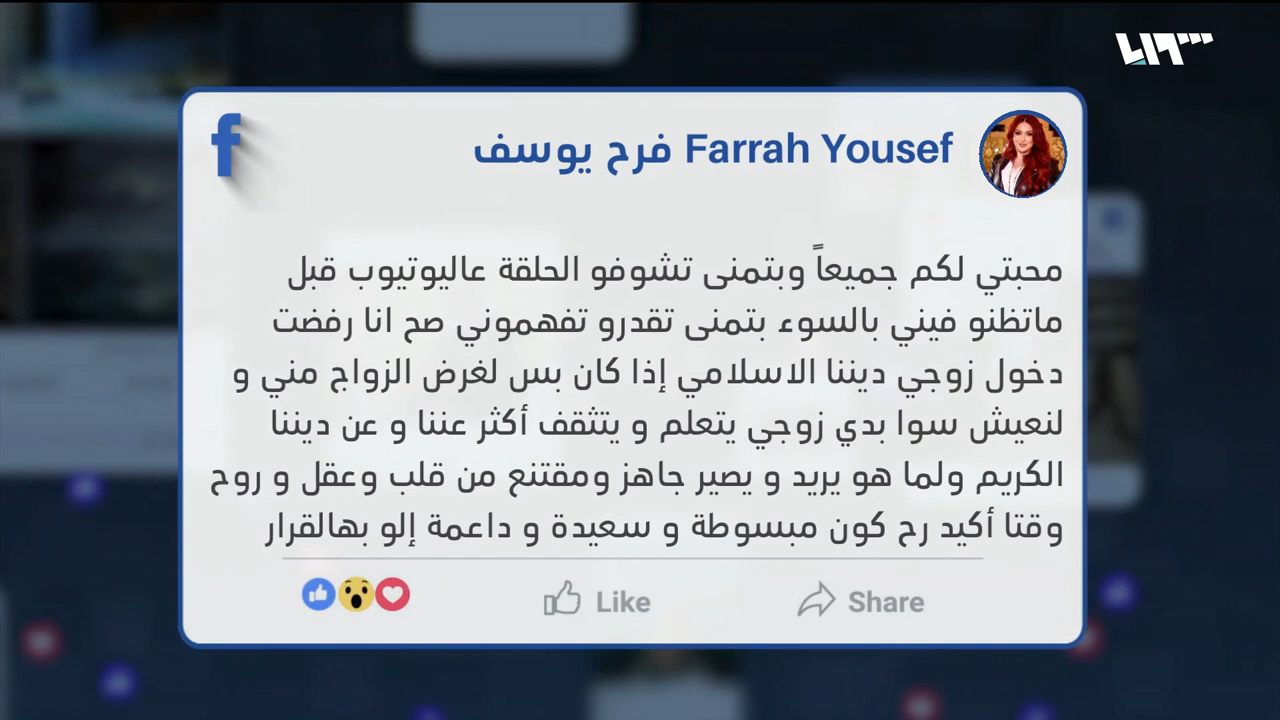 Farrah Yousef فرح يوسف
محبتي لكم جميعاً وبتمنى تشوفو الحلقة عاليوتيوب قبل
ماتظنو فيني بالسوء بتمنى تقدرو تفهموني صح انا رفضت
دخول زوجي ديننا الاسلامي إذا كان بس لغرض الزواج مني و
لنعيش سوا بدي زوجي يتعلم و يتثقف أكثر عننا و عن ديننا
الكريم ولما هو يريد و يصير جاهز ومقتنع من قلب وعقل و روح
وقتا أكيد رح كون مبسوطة و سعيدة و داعمة إلو بهالقرار
Like
Share